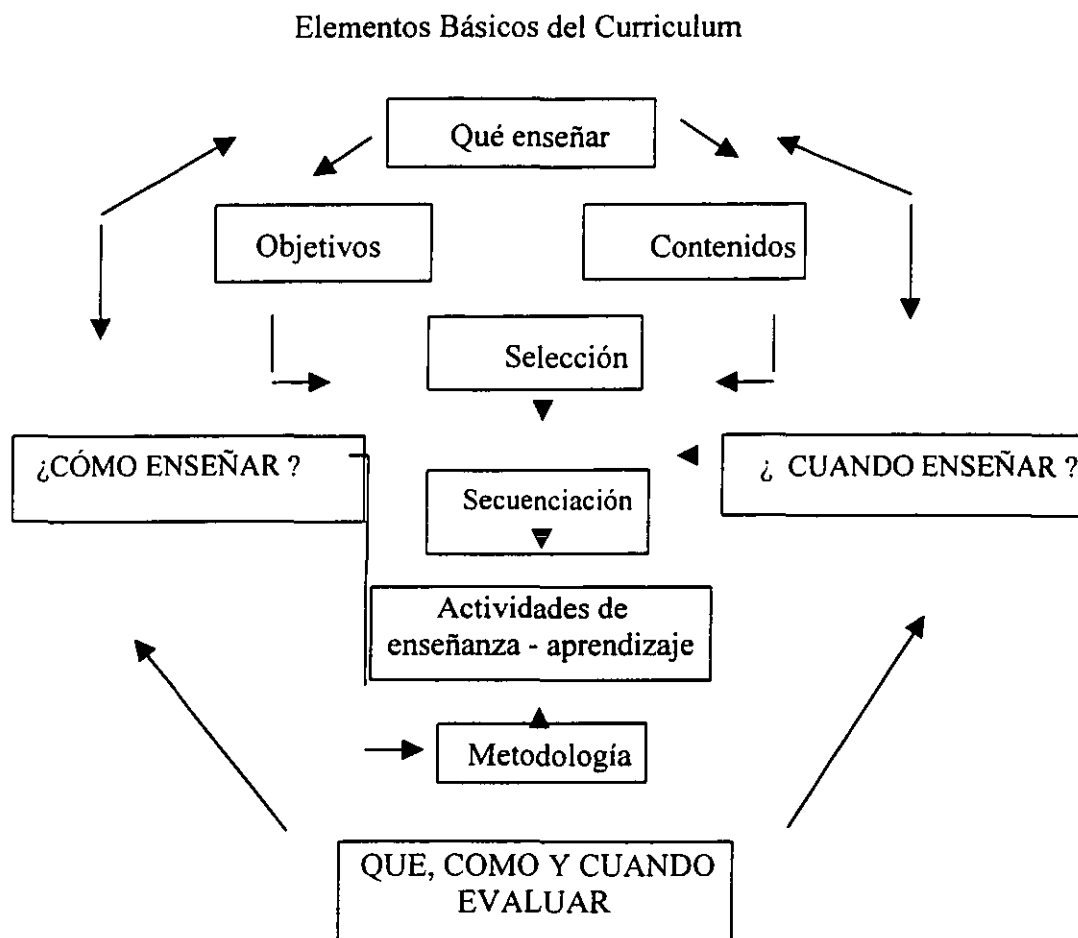 Elementos Básicos del Curriculum
Qué enseñar
Objetivos
Contenidos
Selección
¿CÓMO ENSEÑAR ?
¿ CUANDO ENSEÑAR ?
Secuenciación
Actividades de
enseñanza - aprendizaje
Metodología
QUE, COMO Y CUANDO
EVALUAR